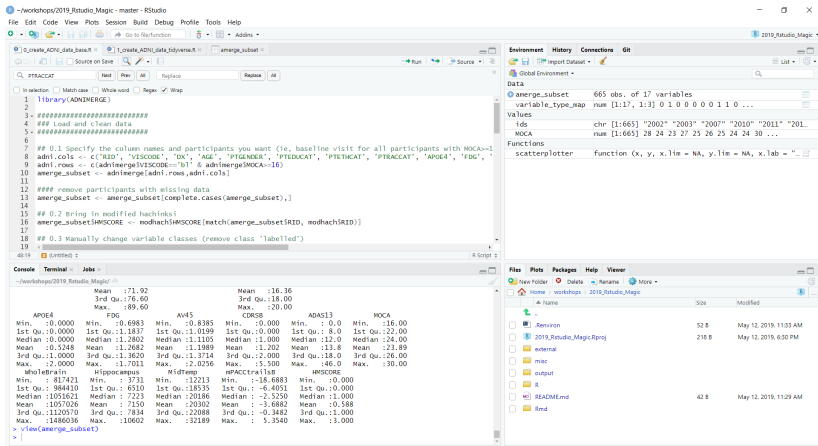 ~/workshops/2019_Rstudio_Magic - master - RStudio
File Edit Code View Plots Session Build Debug Profile Tools Help
Go to file/function
Addins
2019_Rstudio_Magic
0_create_ADNI_data_base.R
1_create_ADNI_data_tidyverse.R
amerge_subset
Source on Save
Run
Source
PTRACCAT
Next
Prev
All
Replace
Replace
All
In selection
Match case
Whole word
Regex
Wrap
1 library(ADNIMERGE)
2
3 ###########################
4 ### Load and clean data
5 ###########################
6
7 ## 0.1 Specify the column names and participants you want (ie, baseline visit for all participants with MOCA>=1
8 adni.cols <- c('RID', 'VISCODE', 'DX', 'AGE', 'PTGENDER', 'PTEDUCAT', 'PTETHCAT', 'PTRACCAT', 'APOE4', 'FDG', '
9 adni.rows <- c(adnimerge$VISCODE=='bl' & adnimerge$MOCA>=16)
10 amerge_subset <- adnimerge[adni.rows,adni.cols]
11
12 #### remove participants with missing data
13 amerge_subset <- amerge_subset[complete.cases(amerge_subset),]
14
15 ## 0.2 Bring in modified hachinksi
16 amerge_subset$HMSCORE <- modhach$HMSCORE[match(amerge_subset$RID, modhach$RID)]
17
18 ## 0.3 Manually change variable classes (remove class 'labelled')
19
48:19
(Untitled)
R Script
Console Terminal Jobs
~/workshops/2019_Rstudio_Magic/
Mean :71.92 Mean :16.36
3rd Qu.:76.60 3rd Qu.:18.00
Max. :89.60 Max. :20.00
APOE4 FDG AV45 CDRSB ADAS13 MOCA
Min. :0.0000 Min. :0.6983 Min. :0.8385 Min. :0.000 Min. : 0.0 Min. :16.00
1st Qu.:0.0000 1st Qu.:1.1837 1st Qu.:1.0199 1st Qu.:0.000 1st Qu.: 8.0 1st Qu.:22.00
Median :0.0000 Median :1.2802 Median :1.1105 Median :1.000 Median :12.0 Median :24.00
Mean :0.5248 Mean :1.2682 Mean :1.1989 Mean :1.202 Mean :13.8 Mean :23.89
3rd Qu.:1.0000 3rd Qu.:1.3620 3rd Qu.:1.3714 3rd Qu.:2.000 3rd Qu.:18.0 3rd Qu.:26.00
Max. :2.0000 Max. :1.7011 Max. :2.0256 Max. :5.500 Max. :46.0 Max. :30.00
WholeBrain Hippocampus MidTemp mPACCtrailsB HMSCORE
Min. : 817421 Min. : 3731 Min. :12213 Min. :-18.6883 Min. :0.000
1st Qu.: 984410 1st Qu.: 6510 1st Qu.:18535 1st Qu.: -6.4051 1st Qu.:0.000
Median :1051621 Median : 7223 Median :20186 Median : -2.5250 Median :1.000
Mean :1057026 Mean : 7150 Mean :20302 Mean : -3.6882 Mean :0.588
3rd Qu.:1120570 3rd Qu.: 7834 3rd Qu.:22088 3rd Qu.: -0.3482 3rd Qu.:1.000
Max. :1486036 Max. :10602 Max. :32189 Max. : 5.3540 Max. :3.000
> view(amerge_subset)
>
Environment History Connections Git
Import Dataset
List
Global Environment
Data
amerge_subset 665 obs. of 17 variables
variable_type_map num [1:17, 1:3] 0 1 0 0 0 0 0 1 1 0 ...
Values
ids chr [1:665] "2002" "2003" "2007" "2010" "2011" "201…
MOCA num [1:665] 28 24 23 27 25 26 25 24 24 30 ...
Functions
scatterplotter function (x, y, x.lim = NA, y.lim = NA, x.lab = "…
Files Plots Packages Help Viewer
New Folder Delete Rename More
Home workshops 2019_Rstudio_Magic
Name Size Modified
..
.Renviron 52 B May 12, 2019, 11:33 AM
2019_Rstudio_Magic.Rproj 218 B May 12, 2019, 6:30 PM
external
misc
output
R
README.md 42 B May 12, 2019, 11:29 AM
Rmd